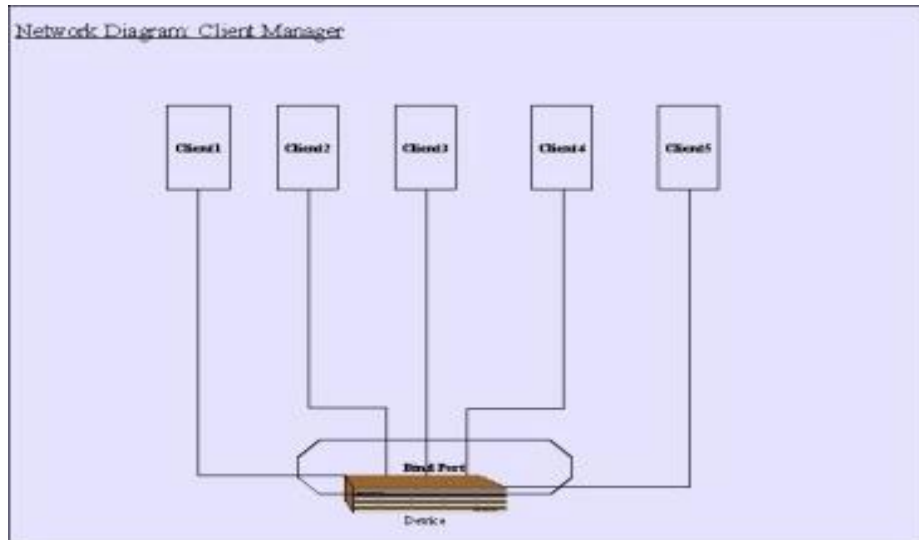 Network Diagram: Client Manager
Client1
Client2
Client3
Client4
Client5
Bind Port
Device